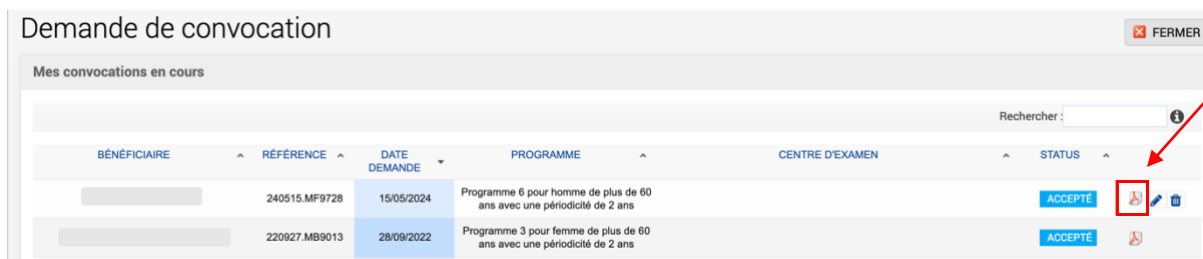 Demande de convocation
FERMER
Mes convocations en cours
Rechercher :
BÉNÉFICIAIRE RÉFÉRENCE DATE DEMANDE PROGRAMME CENTRE D'EXAMEN STATUS
240515.MF9728 15/05/2024 Programme 6 pour homme de plus de 60 ACCEPTÉ
ans avec une périodicité de 2 ans
220927.MB9013 28/09/2022 Programme 3 pour femme de plus de 60 ACCEPTÉ
ans avec une périodicité de 2 ans